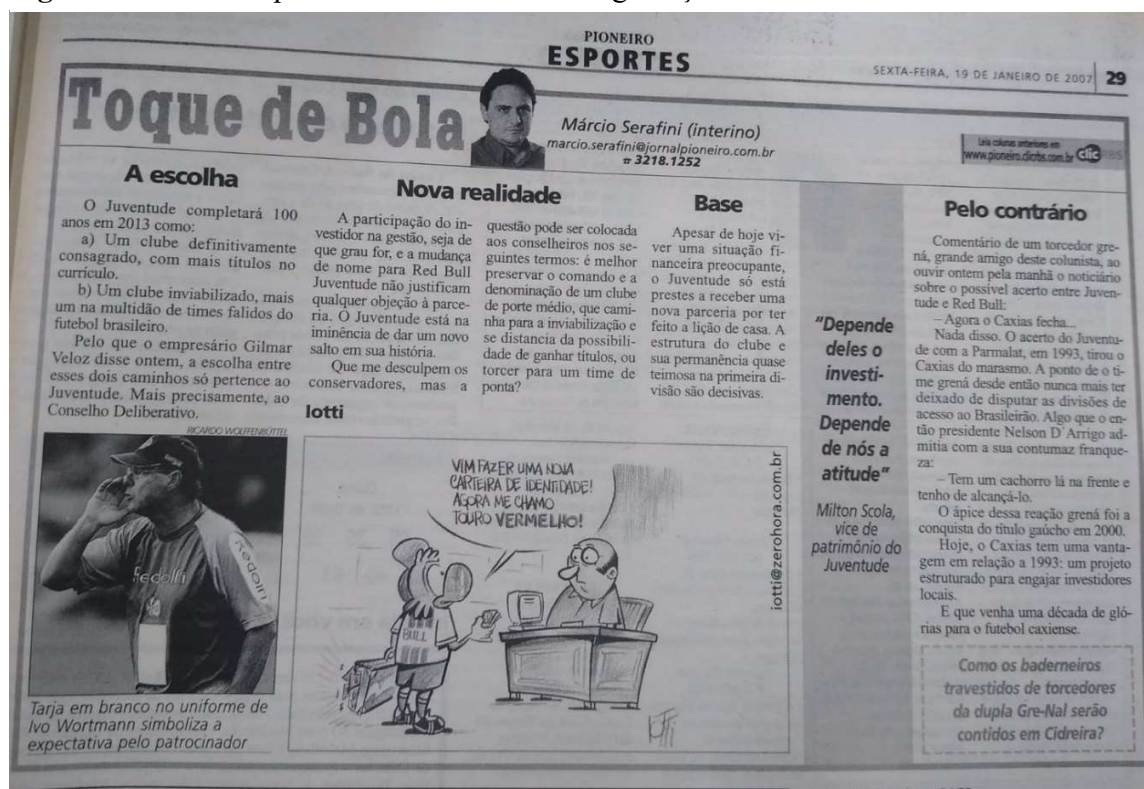 PIONEIRO
ESPORTES
SEXTA-FEIRA, 19 DE JANEIRO DE 2007 29
Toque de Bola
Márcio Serafini (interino)
marcio.serafini@jornalpioneiro.com.br
3218.1252
Leia colunas anteriores em
www.pioneiro.clicrbs.com.br clic RBS
A escolha
O Juventude completará 100
anos em 2013 como:
a) Um clube definitivamente
consagrado, com mais títulos no
currículo.
b) Um clube inviabilizado, mais
um na multidão de times falidos do
futebol brasileiro.
Pelo que o empresário Gilmar
Veloz disse ontem, a escolha entre
esses dois caminhos só pertence ao
Juventude. Mais precisamente, ao
Conselho Deliberativo.
RICARDO WOLFFENBÜTTEL
Fedolli
Fedolli
Tarja em branco no uniforme de
Ivo Wortmann simboliza a
expectativa pelo patrocinador
Nova realidade
A participação do in-
vestidor na gestão, seja de
que grau for, e a mudança
de nome para Red Bull
Juventude não justificam
qualquer objeção à parce-
ria. O Juventude está na
iminência de dar um novo
salto em sua história.
Que me desculpem os
conservadores, mas a
questão pode ser colocada
aos conselheiros nos se-
guintes termos: é melhor
preservar o comando e a
denominação de um clube
de porte médio, que cami-
nha para a inviabilização e
se distancia da possibili-
dade de ganhar títulos, ou
torcer para um time de
ponta?
Base
Apesar de hoje vi-
ver uma situação fi-
nanceira preocupante,
o Juventude só está
prestes a receber uma
nova parceria por ter
feito a lição de casa. A
estrutura do clube e
sua permanência quase
teimosa na primeira di-
visão são decisivas.
Iotti
VIM FAZER UMA NOVA
CARTEIRA DE IDENTIDADE!
AGORA ME CHAMO
TOURO VERMELHO!
BULL
iotti@zerohora.com.br
"Depende
deles o
investi-
mento.
Depende
de nós a
atitude"
Milton Scola,
vice de
patrimônio do
Juventude
Pelo contrário
Comentário de um torcedor gre-
ná, grande amigo deste colunista, ao
ouvir ontem pela manhã o noticiário
sobre o possível acerto entre Juven-
tude e Red Bull:
– Agora o Caxias fecha...
Nada disso. O acerto do Juventu-
de com a Parmalat, em 1993, tirou o
Caxias do marasmo. A ponto de o ti-
me grená desde então nunca mais ter
deixado de disputar as divisões de
acesso ao Brasileirão. Algo que o en-
tão presidente Nelson D´Arrigo ad-
mitia com a sua contumaz franque-
za:
– Tem um cachorro lá na frente e
tenho de alcançá-lo.
O ápice dessa reação grená foi a
conquista do título gaúcho em 2000.
Hoje, o Caxias tem uma vanta-
gem em relação a 1993: um projeto
estruturado para engajar investidores
locais.
E que venha uma década de gló-
rias para o futebol caxiense.
Como os baderneiros
travestidos de torcedores
da dupla Gre-Nal serão
contidos em Cidreira?